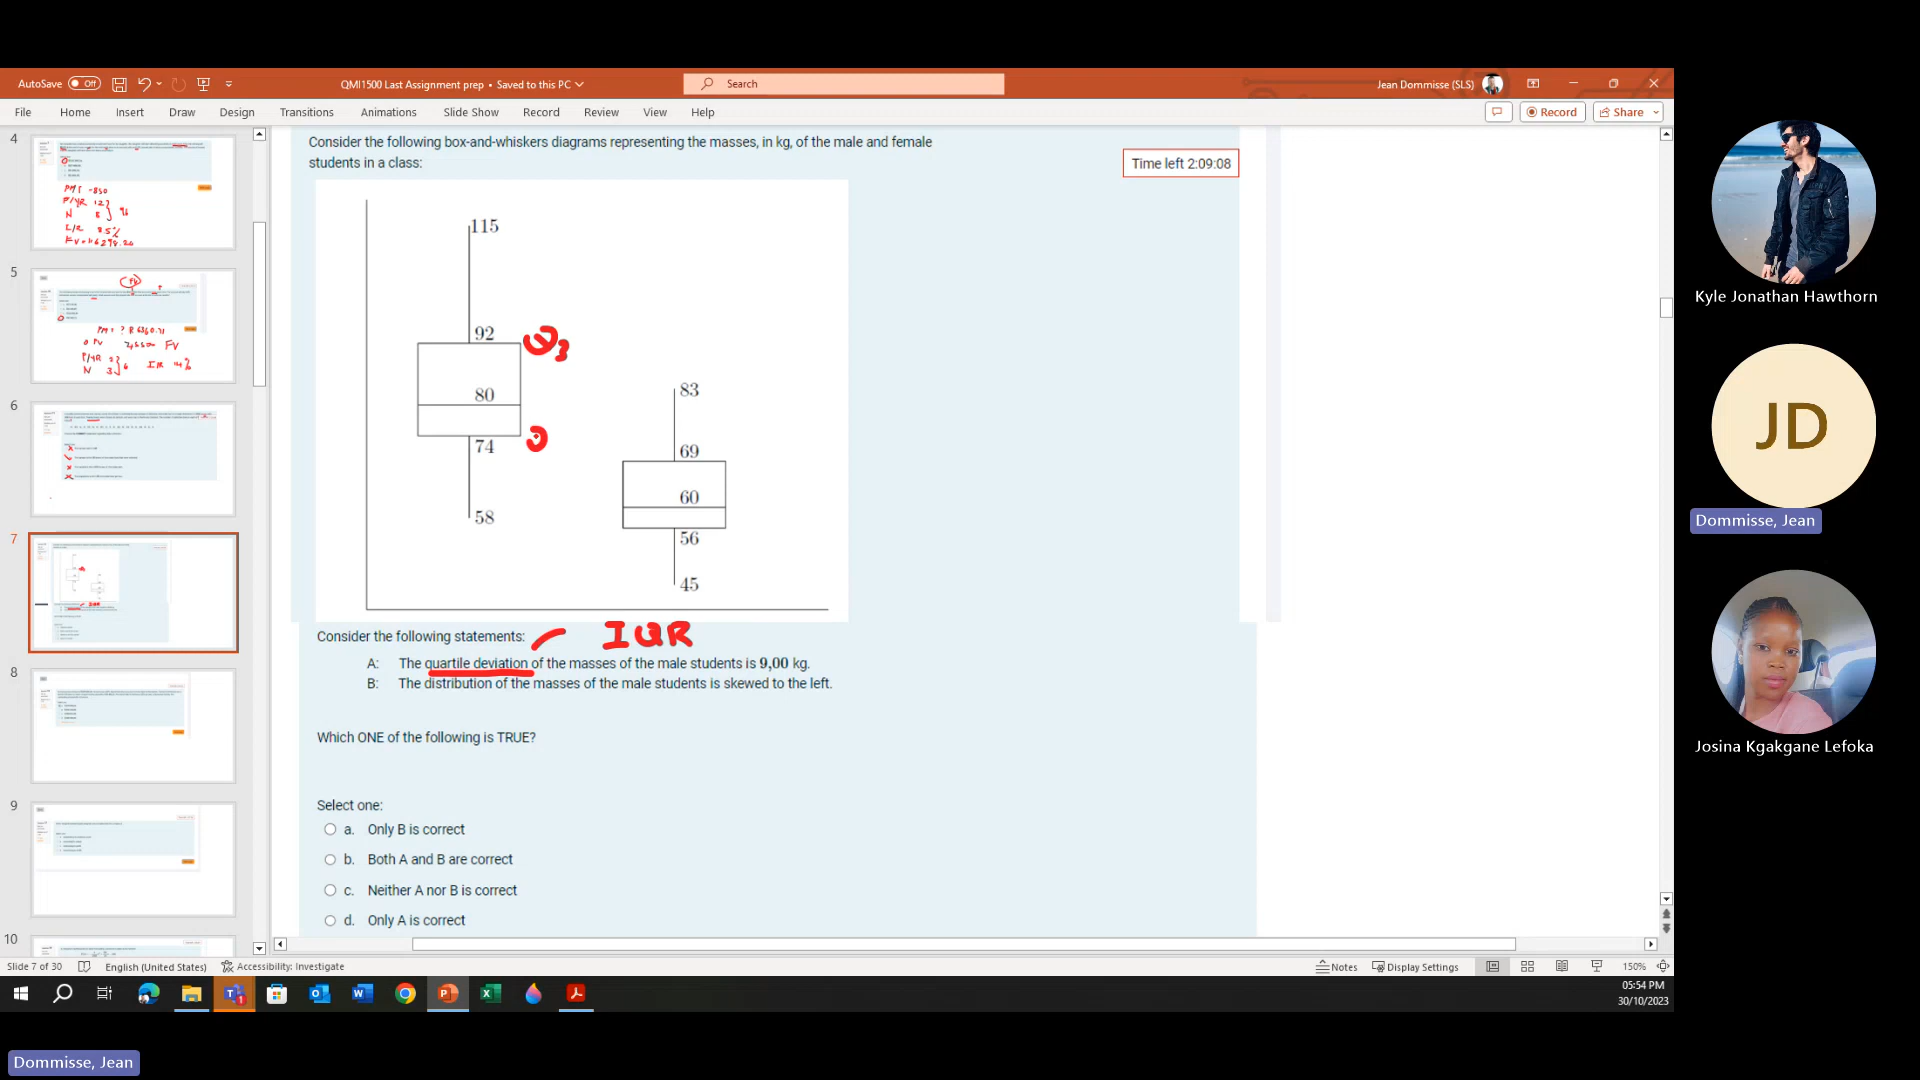 AutoSave Off
QMI1500 Last Assignment prep • Saved to this PC
Search
Jean Dommisse (SLS)
File Home Insert Draw Design Transitions Animations Slide Show Record Review View Help
Record
Share
4
5
6
7
8
9
10
Consider the following box-and-whiskers diagrams representing the masses, in kg, of the male and female
students in a class:
Time left 2:09:08
115
92
80
74
58
83
69
60
56
45
Q3
Consider the following statements:
IQR
A: The quartile deviation of the masses of the male students is 9,00 kg.
B: The distribution of the masses of the male students is skewed to the left.
Which ONE of the following is TRUE?
Select one:
a. Only B is correct
b. Both A and B are correct
c. Neither A nor B is correct
d. Only A is correct
Slide 7 of 30
English (United States)
Accessibility: Investigate
Notes
Display Settings
150%
05:54 PM
30/10/2023
Kyle Jonathan Hawthorn
JD
Dommisse, Jean
Josina Kgakgane Lefoka
Dommisse, Jean